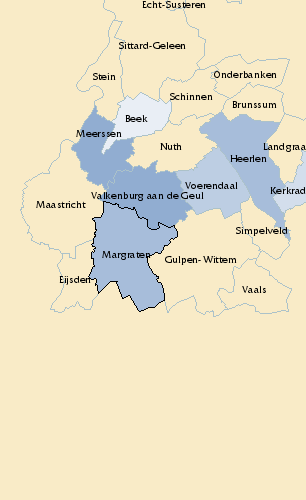 Echt-Susteren
Sittard-Geleen
Stein
Onderbanken
Schinnen
Brunssum
Beek
Meerssen
Nuth
Landgraa
Heerlen
Voerendaal
Kerkrad
Valkenburg aan de Geul
Maastricht
Simpelveld
Margraten
Gulpen- Wittem
Eijsden
Vaals